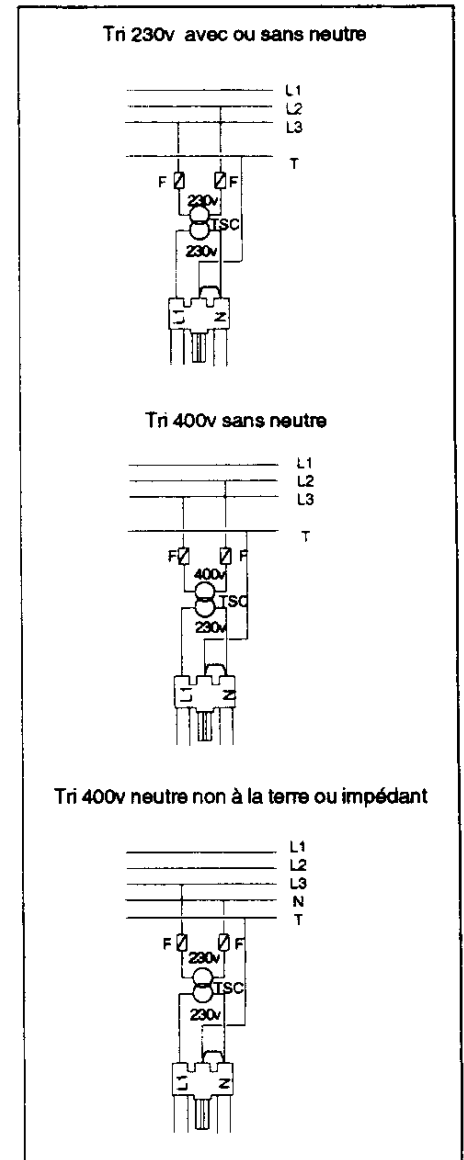 Tri 230v avec ou sans neutre
L1
L2
L3
T
F F
230v
TSC
230v
L1 N
Tri 400v sans neutre
L1
L2
L3
T
F F
400v
TSC
230v
L1 N
Tri 400v neutre non à la terre ou impédant
L1
L2
L3
N
T
F F
230v
TSC
230v
L1 N